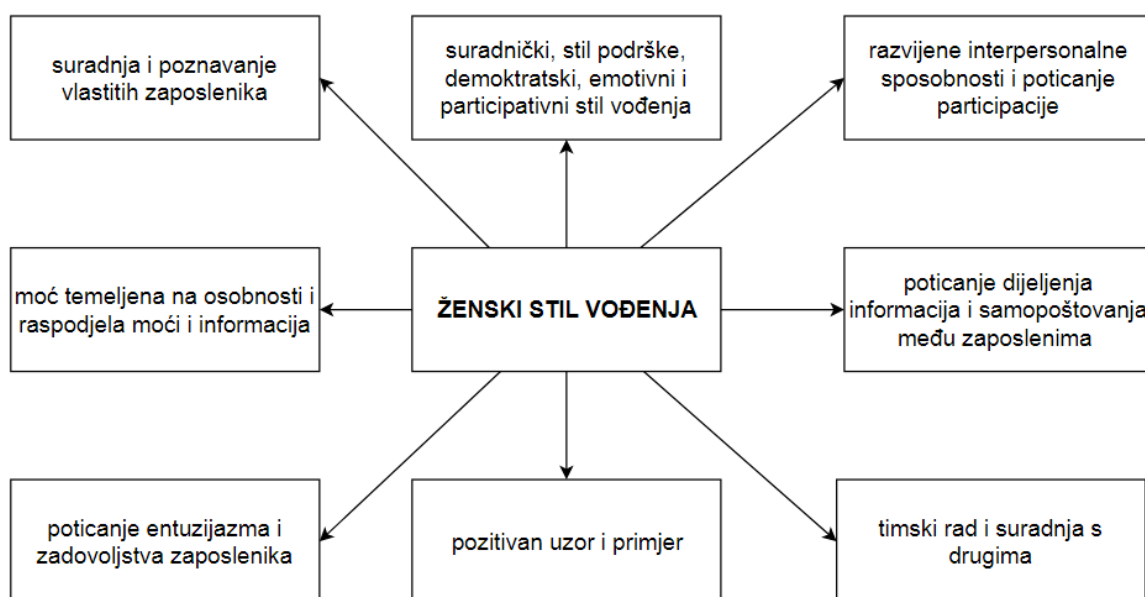 suradnja i poznavanje
vlastitih zaposlenika
suradnički, stil podrške,
demoktratski, emotivni i
participativni stil vođenja
razvijene interpersonalne
sposobnosti i poticanje
participacije
moć temeljena na osobnosti i
raspodjela moći i informacija
ŽENSKI STIL VOĐENJA
poticanje dijeljenja
informacija i samopoštovanja
među zaposlenima
poticanje entuzijazma i
zadovoljstva zaposlenika
pozitivan uzor i primjer
timski rad i suradnja s
drugima